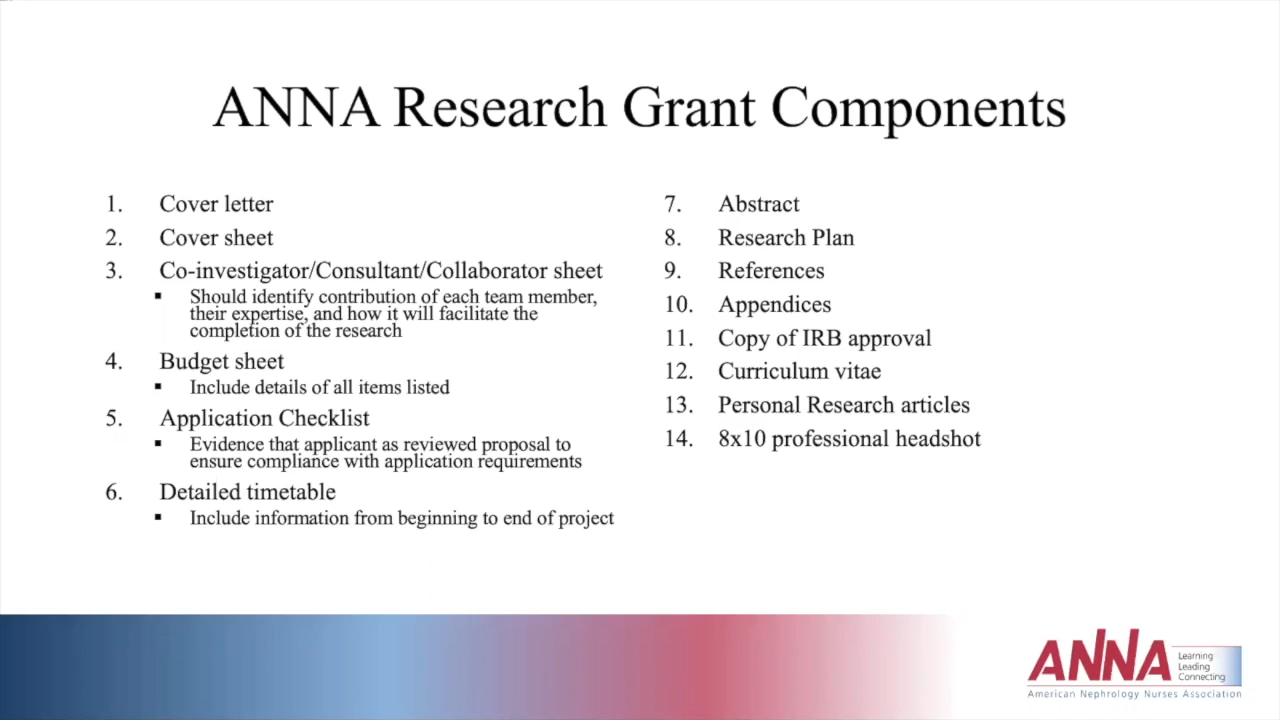 ANNA Research Grant Components
1. Cover letter
2. Cover sheet
3. Co-investigator/Consultant/Collaborator sheet
▪ Should identify contribution of each team member,
their expertise, and how it will facilitate the
completion of the research
4. Budget sheet
▪ Include details of all items listed
5. Application Checklist
▪ Evidence that applicant as reviewed proposal to
ensure compliance with application requirements
6. Detailed timetable
▪ Include information from beginning to end of project
7. Abstract
8. Research Plan
9. References
10. Appendices
11. Copy of IRB approval
12. Curriculum vitae
13. Personal Research articles
14. 8x10 professional headshot
ANNA
Learning
Leading
Connecting
American Nephrology Nurses Association